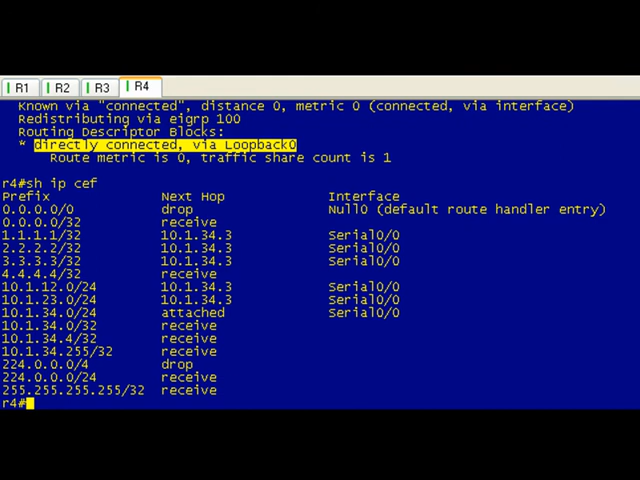 R1 R2 R3 R4
Known via "connected", distance 0, metric 0 (connected, via interface)
Redistributing via eigrp 100
Routing Descriptor Blocks:
* directly connected, via Loopback0
Route metric is 0, traffic share count is 1
r4#sh ip cef
Prefix Next Hop Interface
0.0.0.0/0 drop Null0 (default route handler entry)
0.0.0.0/32 receive
1.1.1.1/32 10.1.34.3 Serial0/0
2.2.2.2/32 10.1.34.3 Serial0/0
3.3.3.3/32 10.1.34.3 Serial0/0
4.4.4.4/32 receive
10.1.12.0/24 10.1.34.3 Serial0/0
10.1.23.0/24 10.1.34.3 Serial0/0
10.1.34.0/24 attached Serial0/0
10.1.34.0/32 receive
10.1.34.4/32 receive
10.1.34.255/32 receive
224.0.0.0/4 drop
224.0.0.0/24 receive
255.255.255.255/32 receive
r4#